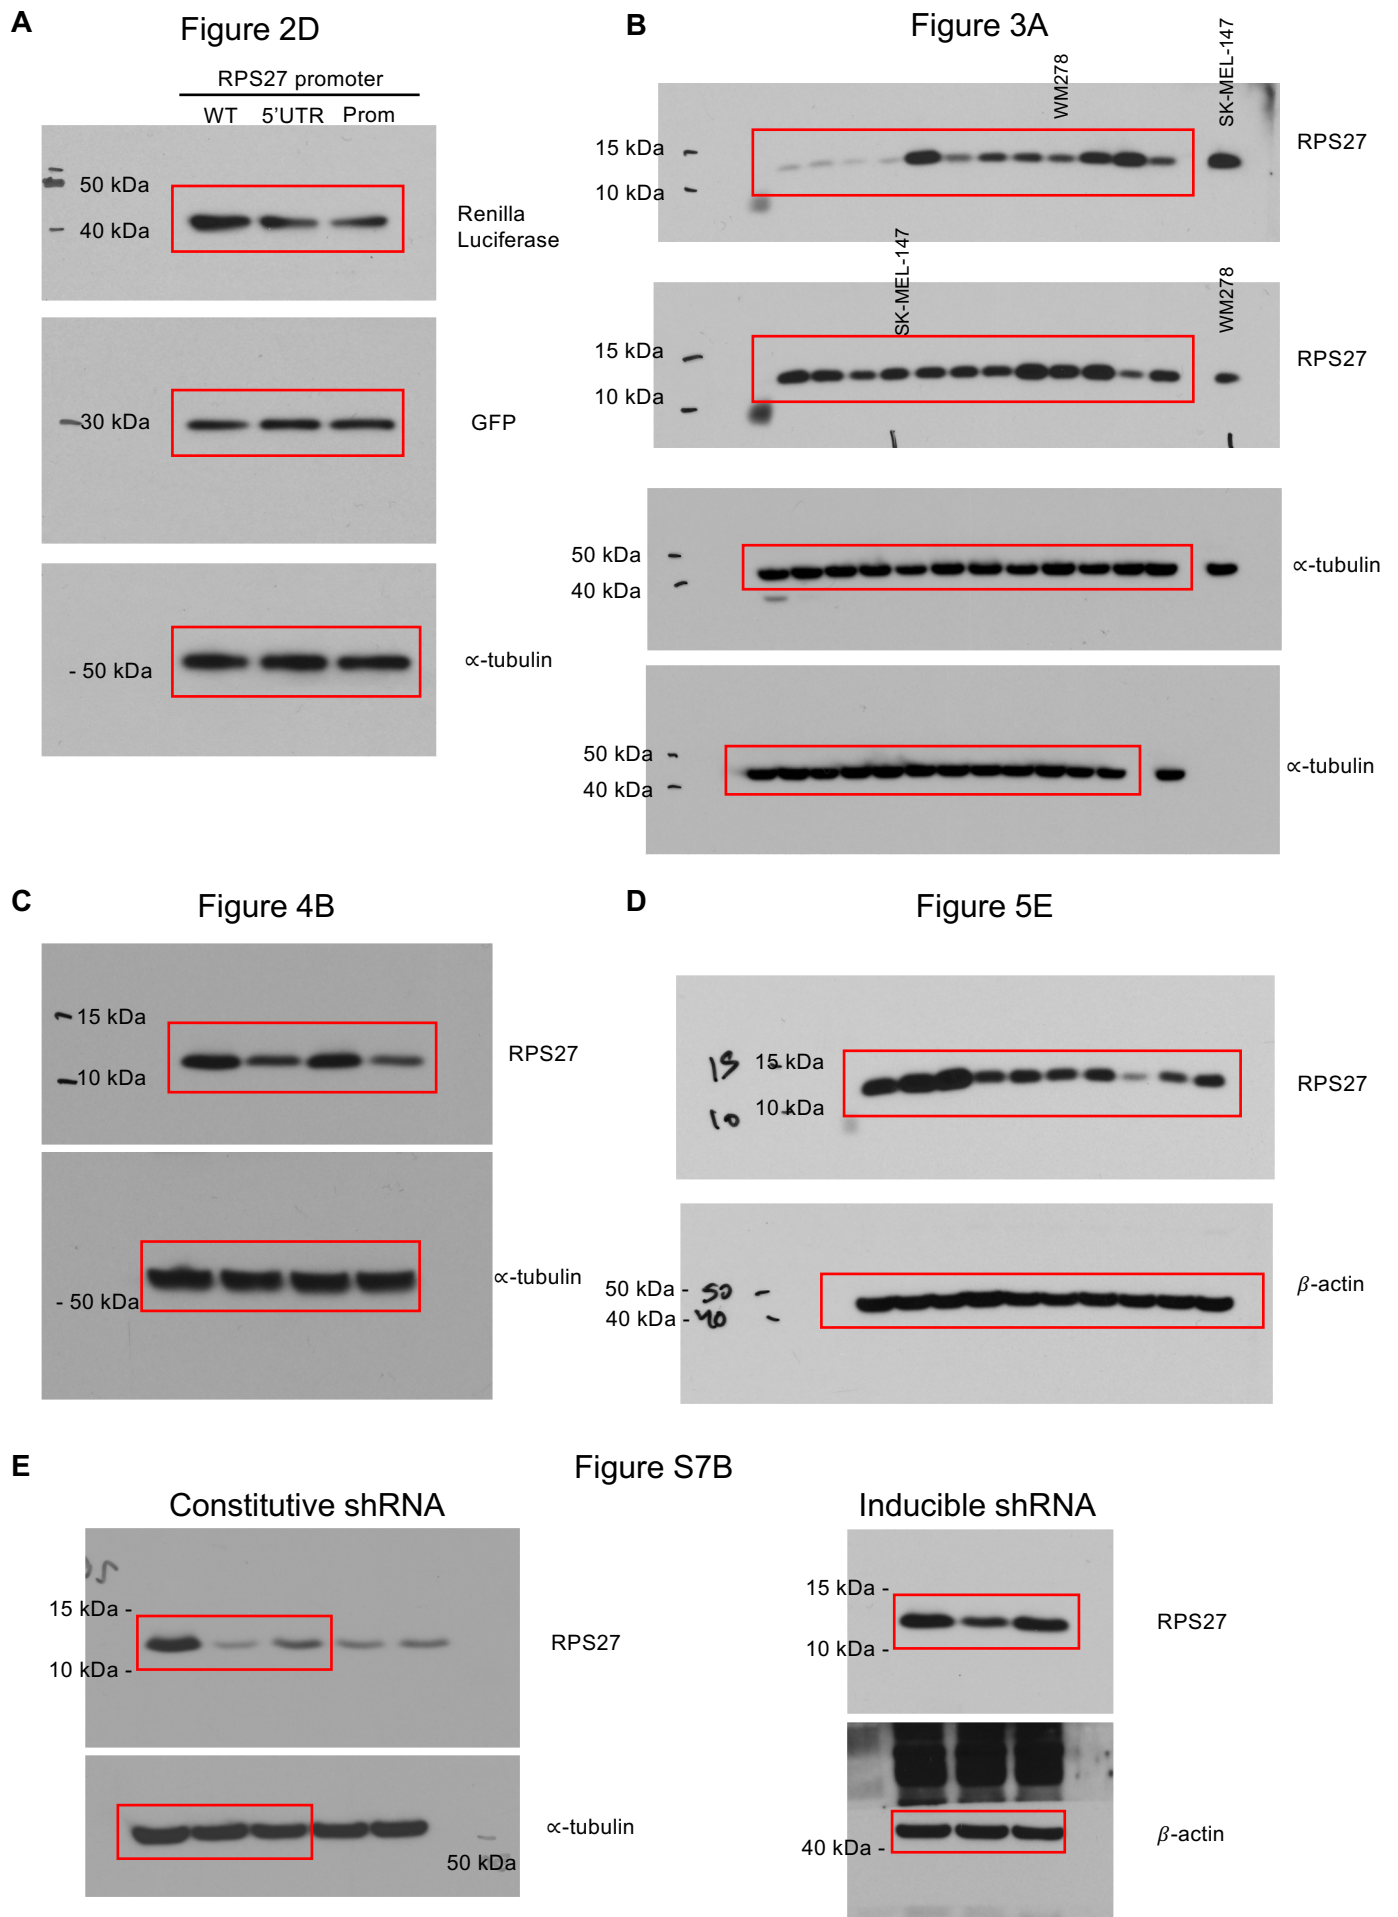 A
Figure 2D
RPS27 promoter
WT 5'UTR Prom
50 kDa
40 kDa
Renilla
Luciferase
30 kDa
GFP
- 50 kDa
∝-tubulin
B
Figure 3A
WM278
SK-MEL-147
15 kDa
10 kDa
RPS27
SK-MEL-147
WM278
15 kDa
10 kDa
RPS27
50 kDa
40 kDa
∝-tubulin
50 kDa
40 kDa
∝-tubulin
C
Figure 4B
15 kDa
10 kDa
RPS27
- 50 kDa
∝-tubulin
D
Figure 5E
15 15 kDa
10 10 kDa
RPS27
50 kDa - 50
40 kDa - 40
β-actin
E
Figure S7B
Constitutive shRNA
15 kDa -
10 kDa -
RPS27
∝-tubulin
50 kDa
Inducible shRNA
15 kDa -
10 kDa -
RPS27
40 kDa -
β-actin